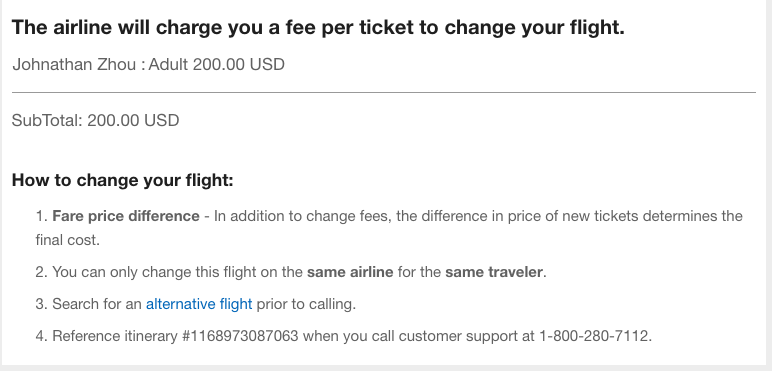 The airline will charge you a fee per ticket to change your flight.
Johnathan Zhou : Adult 200.00 USD
SubTotal: 200.00 USD
How to change your flight:
1. Fare price difference - In addition to change fees, the difference in price of new tickets determines the
final cost.
2. You can only change this flight on the same airline for the same traveler.
3. Search for an alternative flight prior to calling.
4. Reference itinerary #1168973087063 when you call customer support at 1-800-280-7112.